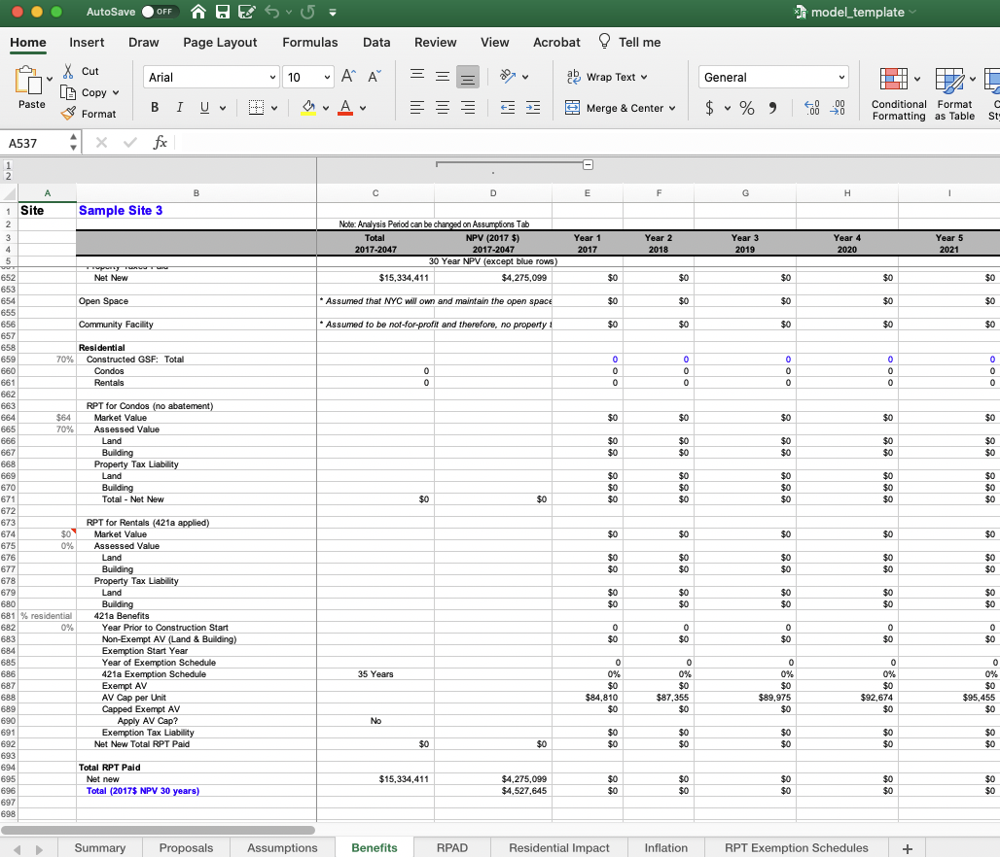 AutoSave OFF model_template
Home Insert Draw Page Layout Formulas Data Review View Acrobat Tell me
Paste Cut Copy Format Arial 10 A^ Aˇ B I U A ab Wrap Text Merge & Center General $ % Conditional Formatting Format as Table
A537 fx
1
2
A B C D E F G H I
1 Site Sample Site 3
2 Note: Analysis Period can be changed on Assumptions Tab
3 Total NPV (2017 $) Year 1 Year 2 Year 3 Year 4 Year 5
4 2017-2047 2017-2047 2017 2018 2019 2020 2021
5 30 Year NPV (except blue rows)
652 Net New $15,334,411 $4,275,099 $0 $0 $0 $0 $0
653
654 Open Space * Assumed that NYC will own and maintain the open space $0 $0 $0 $0 $0
655
656 Community Facility * Assumed to be not-for-profit and therefore, no property t $0 $0 $0 $0 $0
657
658 Residential
659 70% Constructed GSF: Total 0 0 0 0 0
660 Condos 0 0 0 0 0 0
661 Rentals 0 0 0 0 0 0
662
663 RPT for Condos (no abatement)
664 $64 Market Value $0 $0 $0 $0 $0
665 70% Assessed Value
666 Land $0 $0 $0 $0 $0
667 Building $0 $0 $0 $0 $0
668 Property Tax Liability
669 Land $0 $0 $0 $0 $0
670 Building $0 $0 $0 $0 $0
671 Total - Net New $0 $0 $0 $0 $0 $0 $0
672
673 RPT for Rentals (421a applied)
674 $0 Market Value $0 $0 $0 $0 $0
675 0% Assessed Value
676 Land $0 $0 $0 $0 $0
677 Building $0 $0 $0 $0 $0
678 Property Tax Liability
679 Land $0 $0 $0 $0 $0
680 Building $0 $0 $0 $0 $0
681 % residential 421a Benefits
682 0% Year Prior to Construction Start 0 0 0 0 0
683 Non-Exempt AV (Land & Building) $0 $0 $0 $0 $0
684 Exemption Start Year
685 Year of Exemption Schedule 0 0 0 0 0
686 421a Exemption Schedule 35 Years 0% 0% 0% 0% 0%
687 Exempt AV $0 $0 $0 $0 $0
688 AV Cap per Unit $84,810 $87,355 $89,975 $92,674 $95,455
689 Capped Exempt AV $0 $0 $0 $0 $0
690 Apply AV Cap? No
691 Exemption Tax Liability $0 $0 $0 $0 $0
692 Net New Total RPT Paid $0 $0 $0 $0 $0 $0 $0
693
694 Total RPT Paid
695 Net new $15,334,411 $4,275,099 $0 $0 $0 $0 $0
696 Total (2017$ NPV 30 years) $4,527,645 $0 $0 $0 $0 $0
697
698
Summary Proposals Assumptions Benefits RPAD Residential Impact Inflation RPT Exemption Schedules +